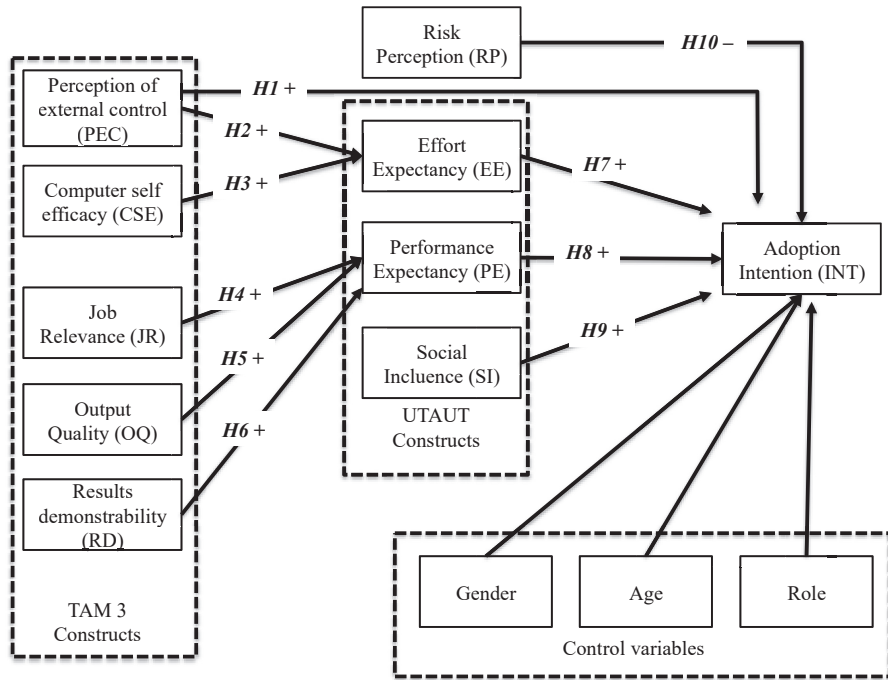 Risk
Perception (RP)
H10 –
Perception of
external control
(PEC)
H1 +
H2 +
Computer self
efficacy (CSE)
H3 +
Effort
Expectancy (EE)
H7 +
Performance
Expectancy (PE)
H8 +
Adoption
Intention (INT)
Job
Relevance (JR)
H4 +
H5 +
Social
Incluence (SI)
H9 +
Output
Quality (OQ)
H6 +
UTAUT
Constructs
Results
demonstrability
(RD)
TAM 3
Constructs
Gender
Age
Role
Control variables